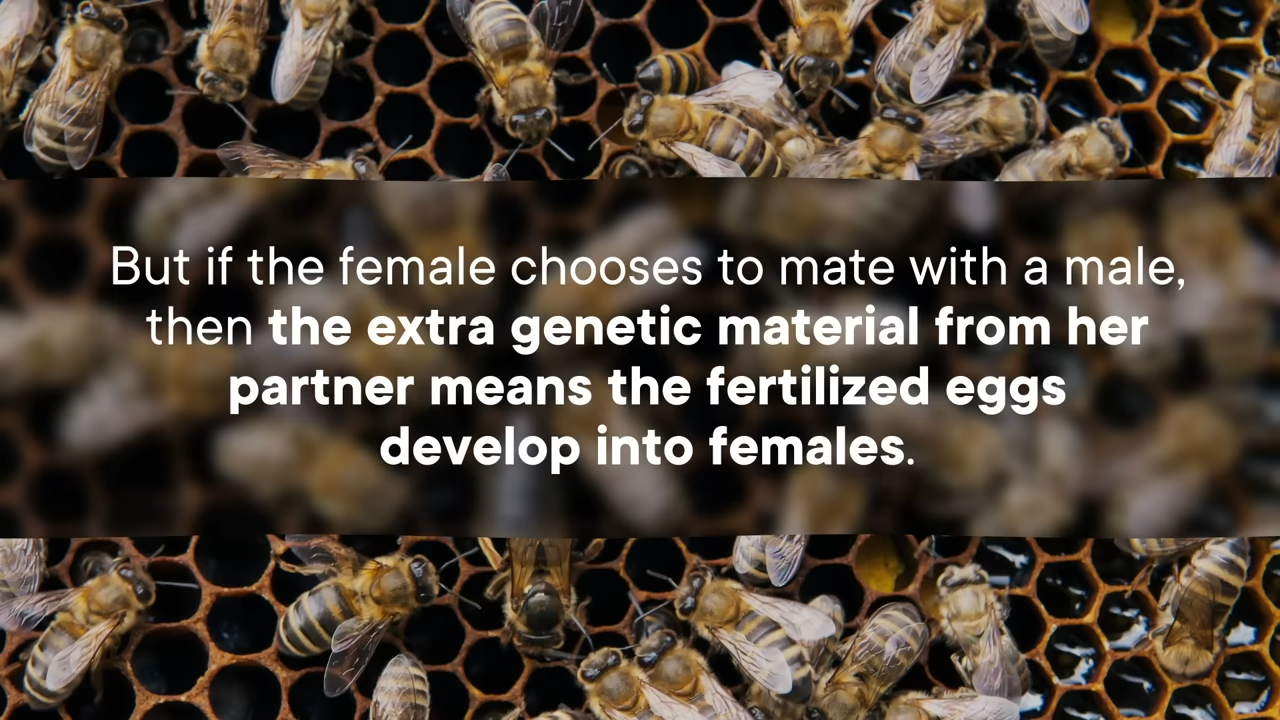 But if the female chooses to mate with a male,
then the extra genetic material from her
partner means the fertilized eggs
develop into females.